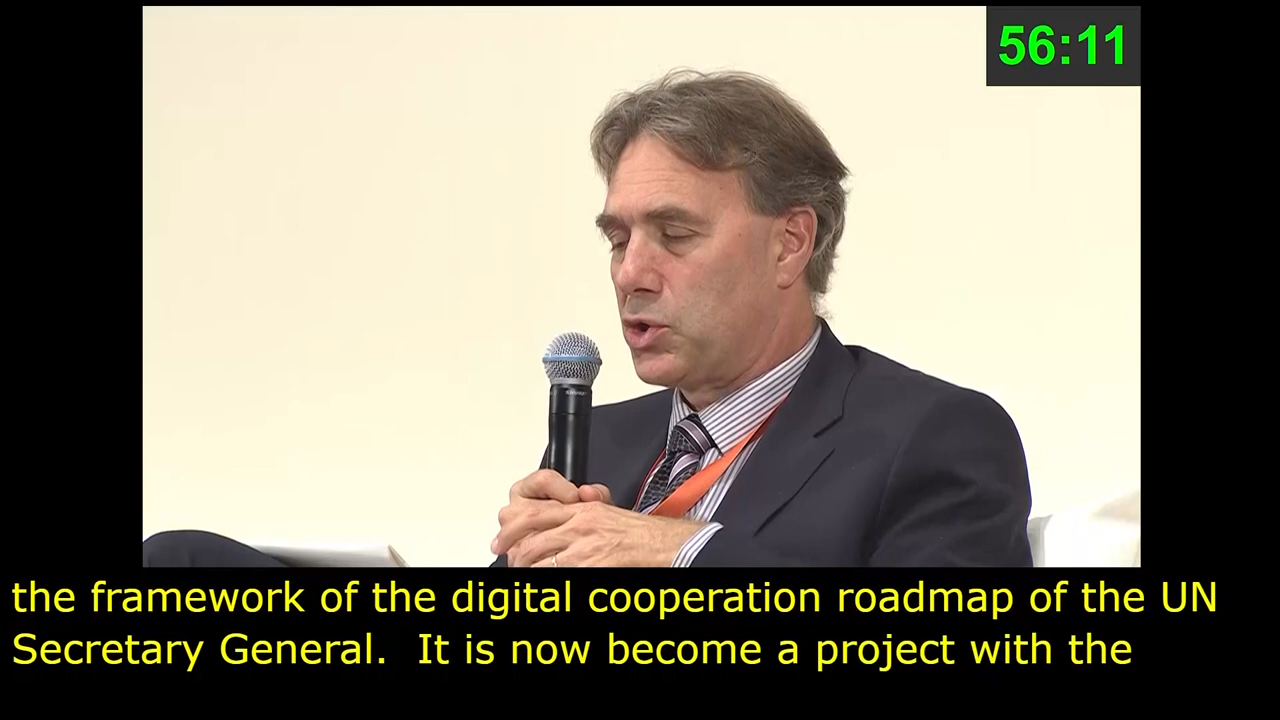 56:11
the framework of the digital cooperation roadmap of the UN
Secretary General.  It is now become a project with the